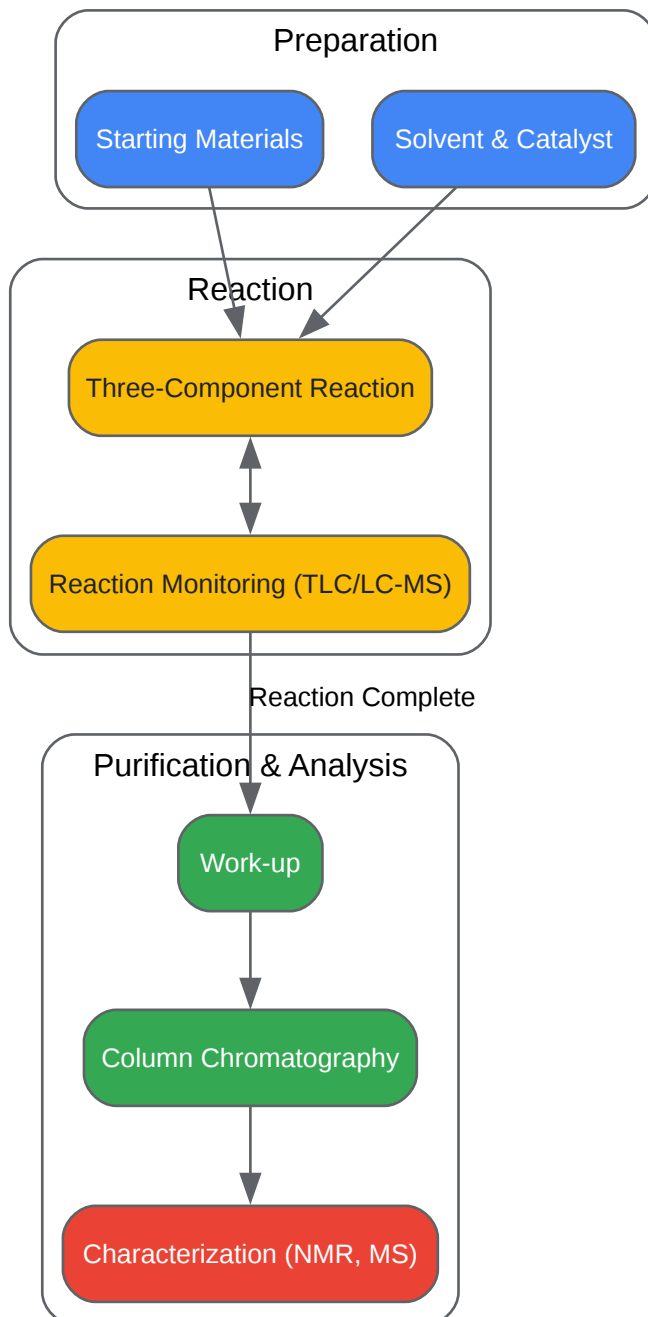 Preparation
Starting Materials
Solvent & Catalyst
Reaction
Three-Component Reaction
Reaction Monitoring (TLC/LC-MS)
Reaction Complete
Purification & Analysis
Work-up
Column Chromatography
Characterization (NMR, MS)